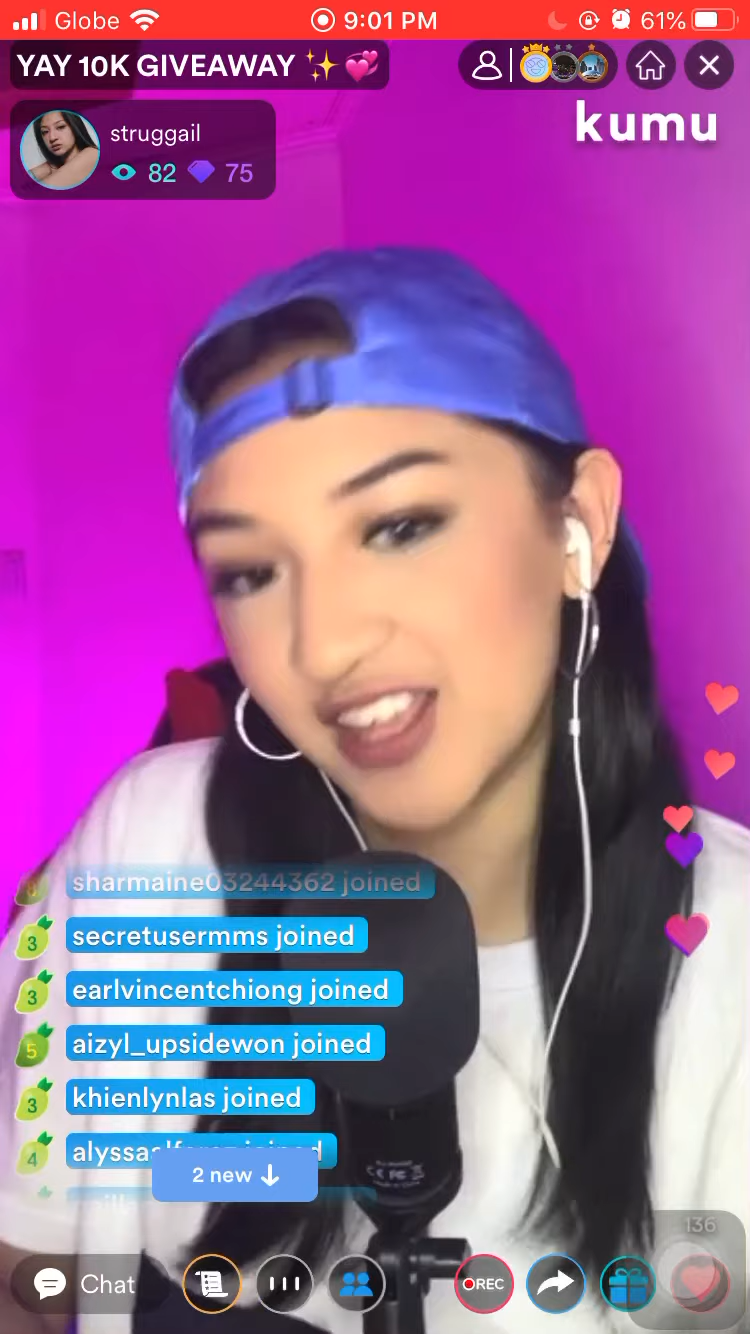 Globe
9:01 PM
61%
YAY 10K GIVEAWAY ✨💞
kumu
struggail
82 75
sharmaine03244362 joined
secretusermms joined
3
earlvincentchiong joined
3
aizyl_upsidewon joined
5
khienlynlas joined
3
joined
4
2 new ↓
136
Chat
REC